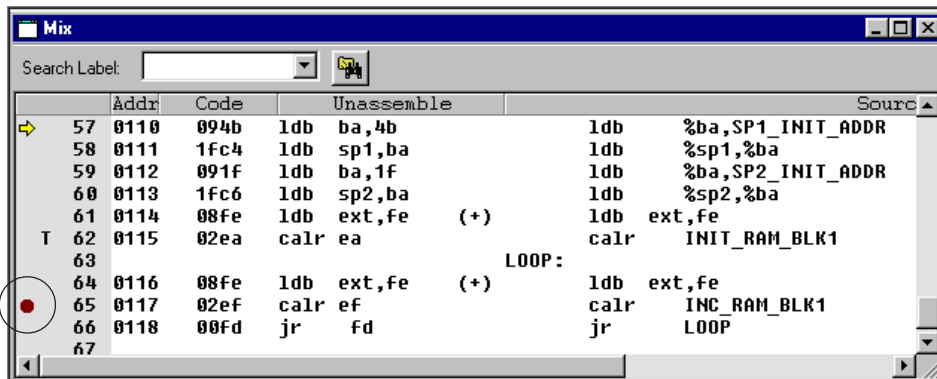 Mix
Search Label:
Addr Code Unassemble Sourc
57 0110 094b ldb ba,4b ldb %ba,SP1_INIT_ADDR
58 0111 1fc4 ldb sp1,ba ldb %sp1,%ba
59 0112 091f ldb ba,1f ldb %ba,SP2_INIT_ADDR
60 0113 1fc6 ldb sp2,ba ldb %sp2,%ba
61 0114 08fe ldb ext,fe (+) ldb ext,fe
T 62 0115 02ea calr ea calr INIT_RAM_BLK1
63 LOOP:
64 0116 08fe ldb ext,fe (+) ldb ext,fe
65 0117 02ef calr ef calr INC_RAM_BLK1
66 0118 00fd jr fd jr LOOP
67